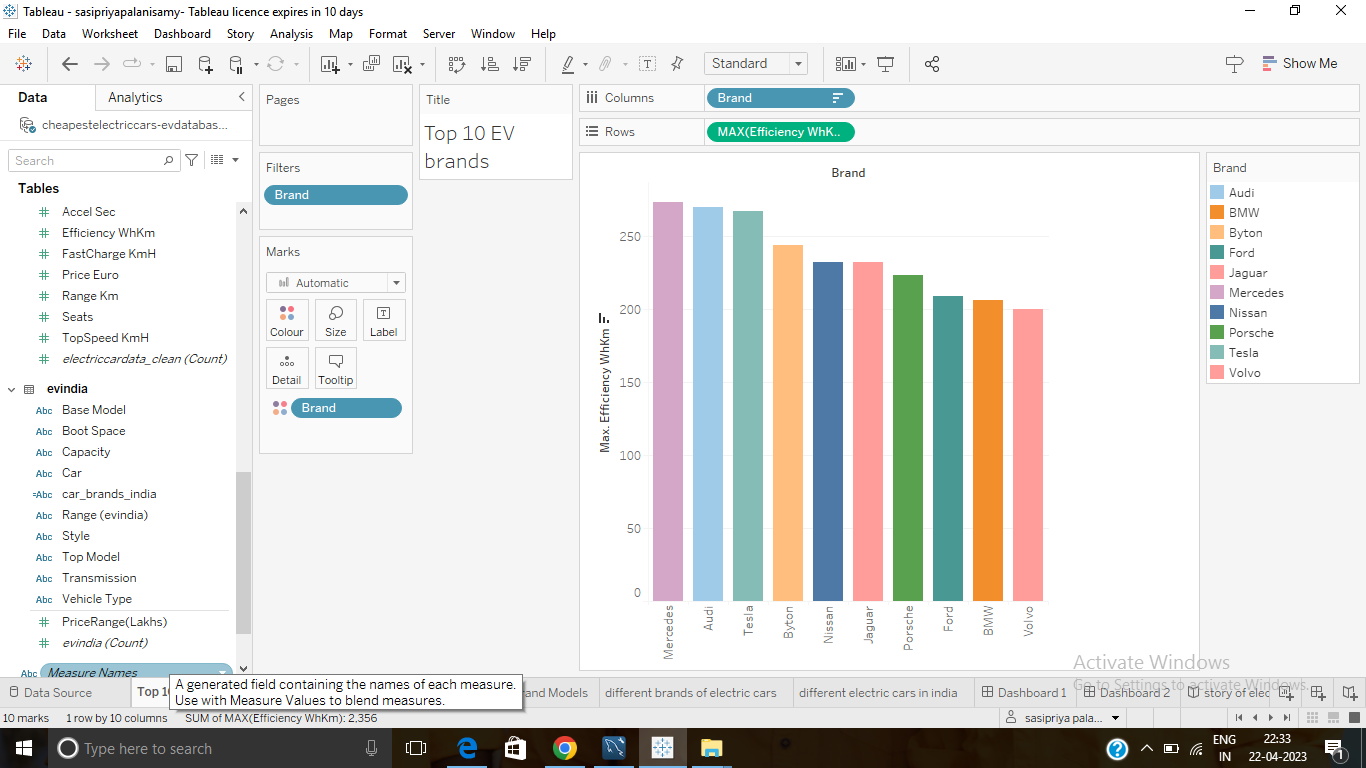 Tableau - sasipriyapalanisamy- Tableau licence expires in 10 days
File Data Worksheet Dashboard Story Analysis Map Format Server Window Help
Standard
Show Me
Data Analytics
cheapestelectriccars-evdatabas...
Search
Tables
# Accel Sec
# Efficiency WhKm
# FastCharge KmH
# Price Euro
# Range Km
# Seats
# TopSpeed KmH
# electriccardata_clean (Count)
evindia
Abc Base Model
Abc Boot Space
Abc Capacity
Abc Car
=Abc car_brands_india
Abc Range (evindia)
Abc Style
Abc Top Model
Abc Transmission
Abc Vehicle Type
# PriceRange(Lakhs)
# evindia (Count)
Abc Measure Names
Pages
Filters
Brand
Marks
Automatic
Colour Size Label
Detail Tooltip
Brand
Title
Top 10 EV
brands
Columns Brand
Rows MAX(Efficiency WhK..
Brand
Max. Efficiency WhKm
250
200
150
100
50
0
Mercedes Audi Tesla Byton Nissan Jaguar Porsche Ford BMW Volvo
Brand
Audi
BMW
Byton
Ford
Jaguar
Mercedes
Nissan
Porsche
Tesla
Volvo
Activate Windows
Go to Settings to activate Windows.
A generated field containing the names of each measure.
Use with Measure Values to blend measures.
Data Source Top 10 and Models different brands of electric cars different electric cars in india Dashboard 1 Dashboard 2 story of elec
10 marks 1 row by 10 columns SUM of MAX(Efficiency WhKm): 2,356 sasipriya pala...
Type here to search
ENG
IN
22:33
22-04-2023
1